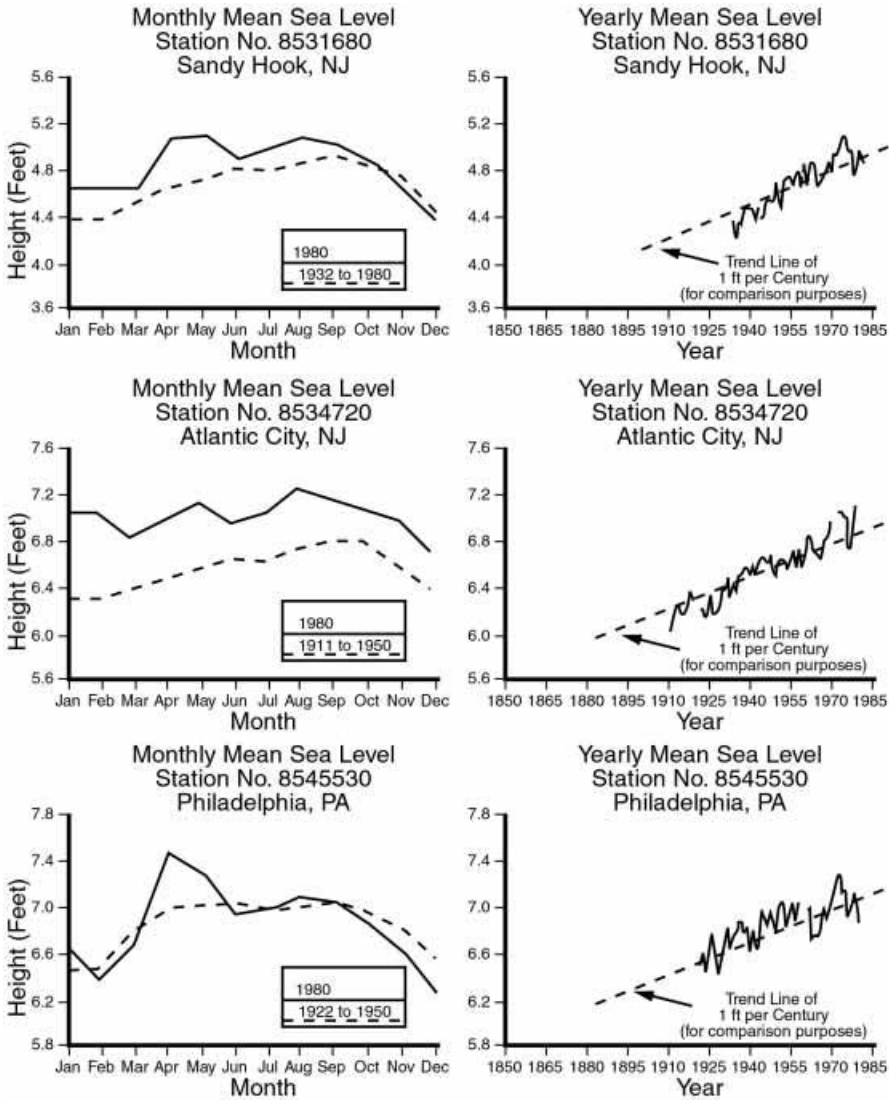 Monthly Mean Sea Level
Station No. 8531680
Sandy Hook, NJ
Height (Feet)
5.6
5.2
4.8
4.4
4.0
3.6
1980
1932 to 1980
Jan Feb Mar Apr May Jun Jul Aug Sep Oct Nov Dec
Month
Yearly Mean Sea Level
Station No. 8531680
Sandy Hook, NJ
5.6
5.2
4.8
4.4
4.0
3.6
Trend Line of
1 ft per Century
(for comparison purposes)
1850 1865 1880 1895 1910 1925 1940 1955 1970 1985
Year
Monthly Mean Sea Level
Station No. 8534720
Atlantic City, NJ
Height (Feet)
7.6
7.2
6.8
6.4
6.0
5.6
1980
1911 to 1950
Jan Feb Mar Apr May Jun Jul Aug Sep Oct Nov Dec
Month
Yearly Mean Sea Level
Station No. 8534720
Atlantic City, NJ
7.6
7.2
6.8
6.4
6.0
5.6
Trend Line of
1 ft per Century
(for comparison purposes)
1850 1865 1880 1895 1910 1925 1940 1955 1970 1985
Year
Monthly Mean Sea Level
Station No. 8545530
Philadelphia, PA
Height (Feet)
7.8
7.4
7.0
6.6
6.2
5.8
1980
1922 to 1950
Jan Feb Mar Apr May Jun Jul Aug Sep Oct Nov Dec
Month
Yearly Mean Sea Level
Station No. 8545530
Philadelphia, PA
7.8
7.4
7.0
6.6
6.2
5.8
Trend Line of
1 ft per Century
(for comparison purposes)
1850 1865 1880 1895 1910 1925 1940 1955 1970 1985
Year